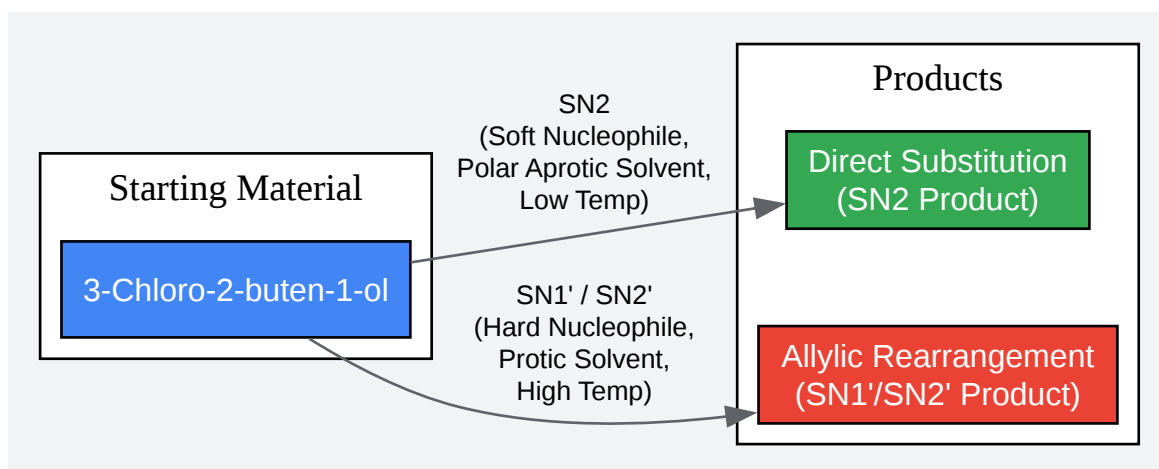 Starting Material
3-Chloro-2-buten-1-ol
SN2
(Soft Nucleophile,
Polar Aprotic Solvent,
Low Temp)
SN1' / SN2'
(Hard Nucleophile,
Protic Solvent,
High Temp)
Products
Direct Substitution
(SN2 Product)
Allylic Rearrangement
(SN1'/SN2' Product)